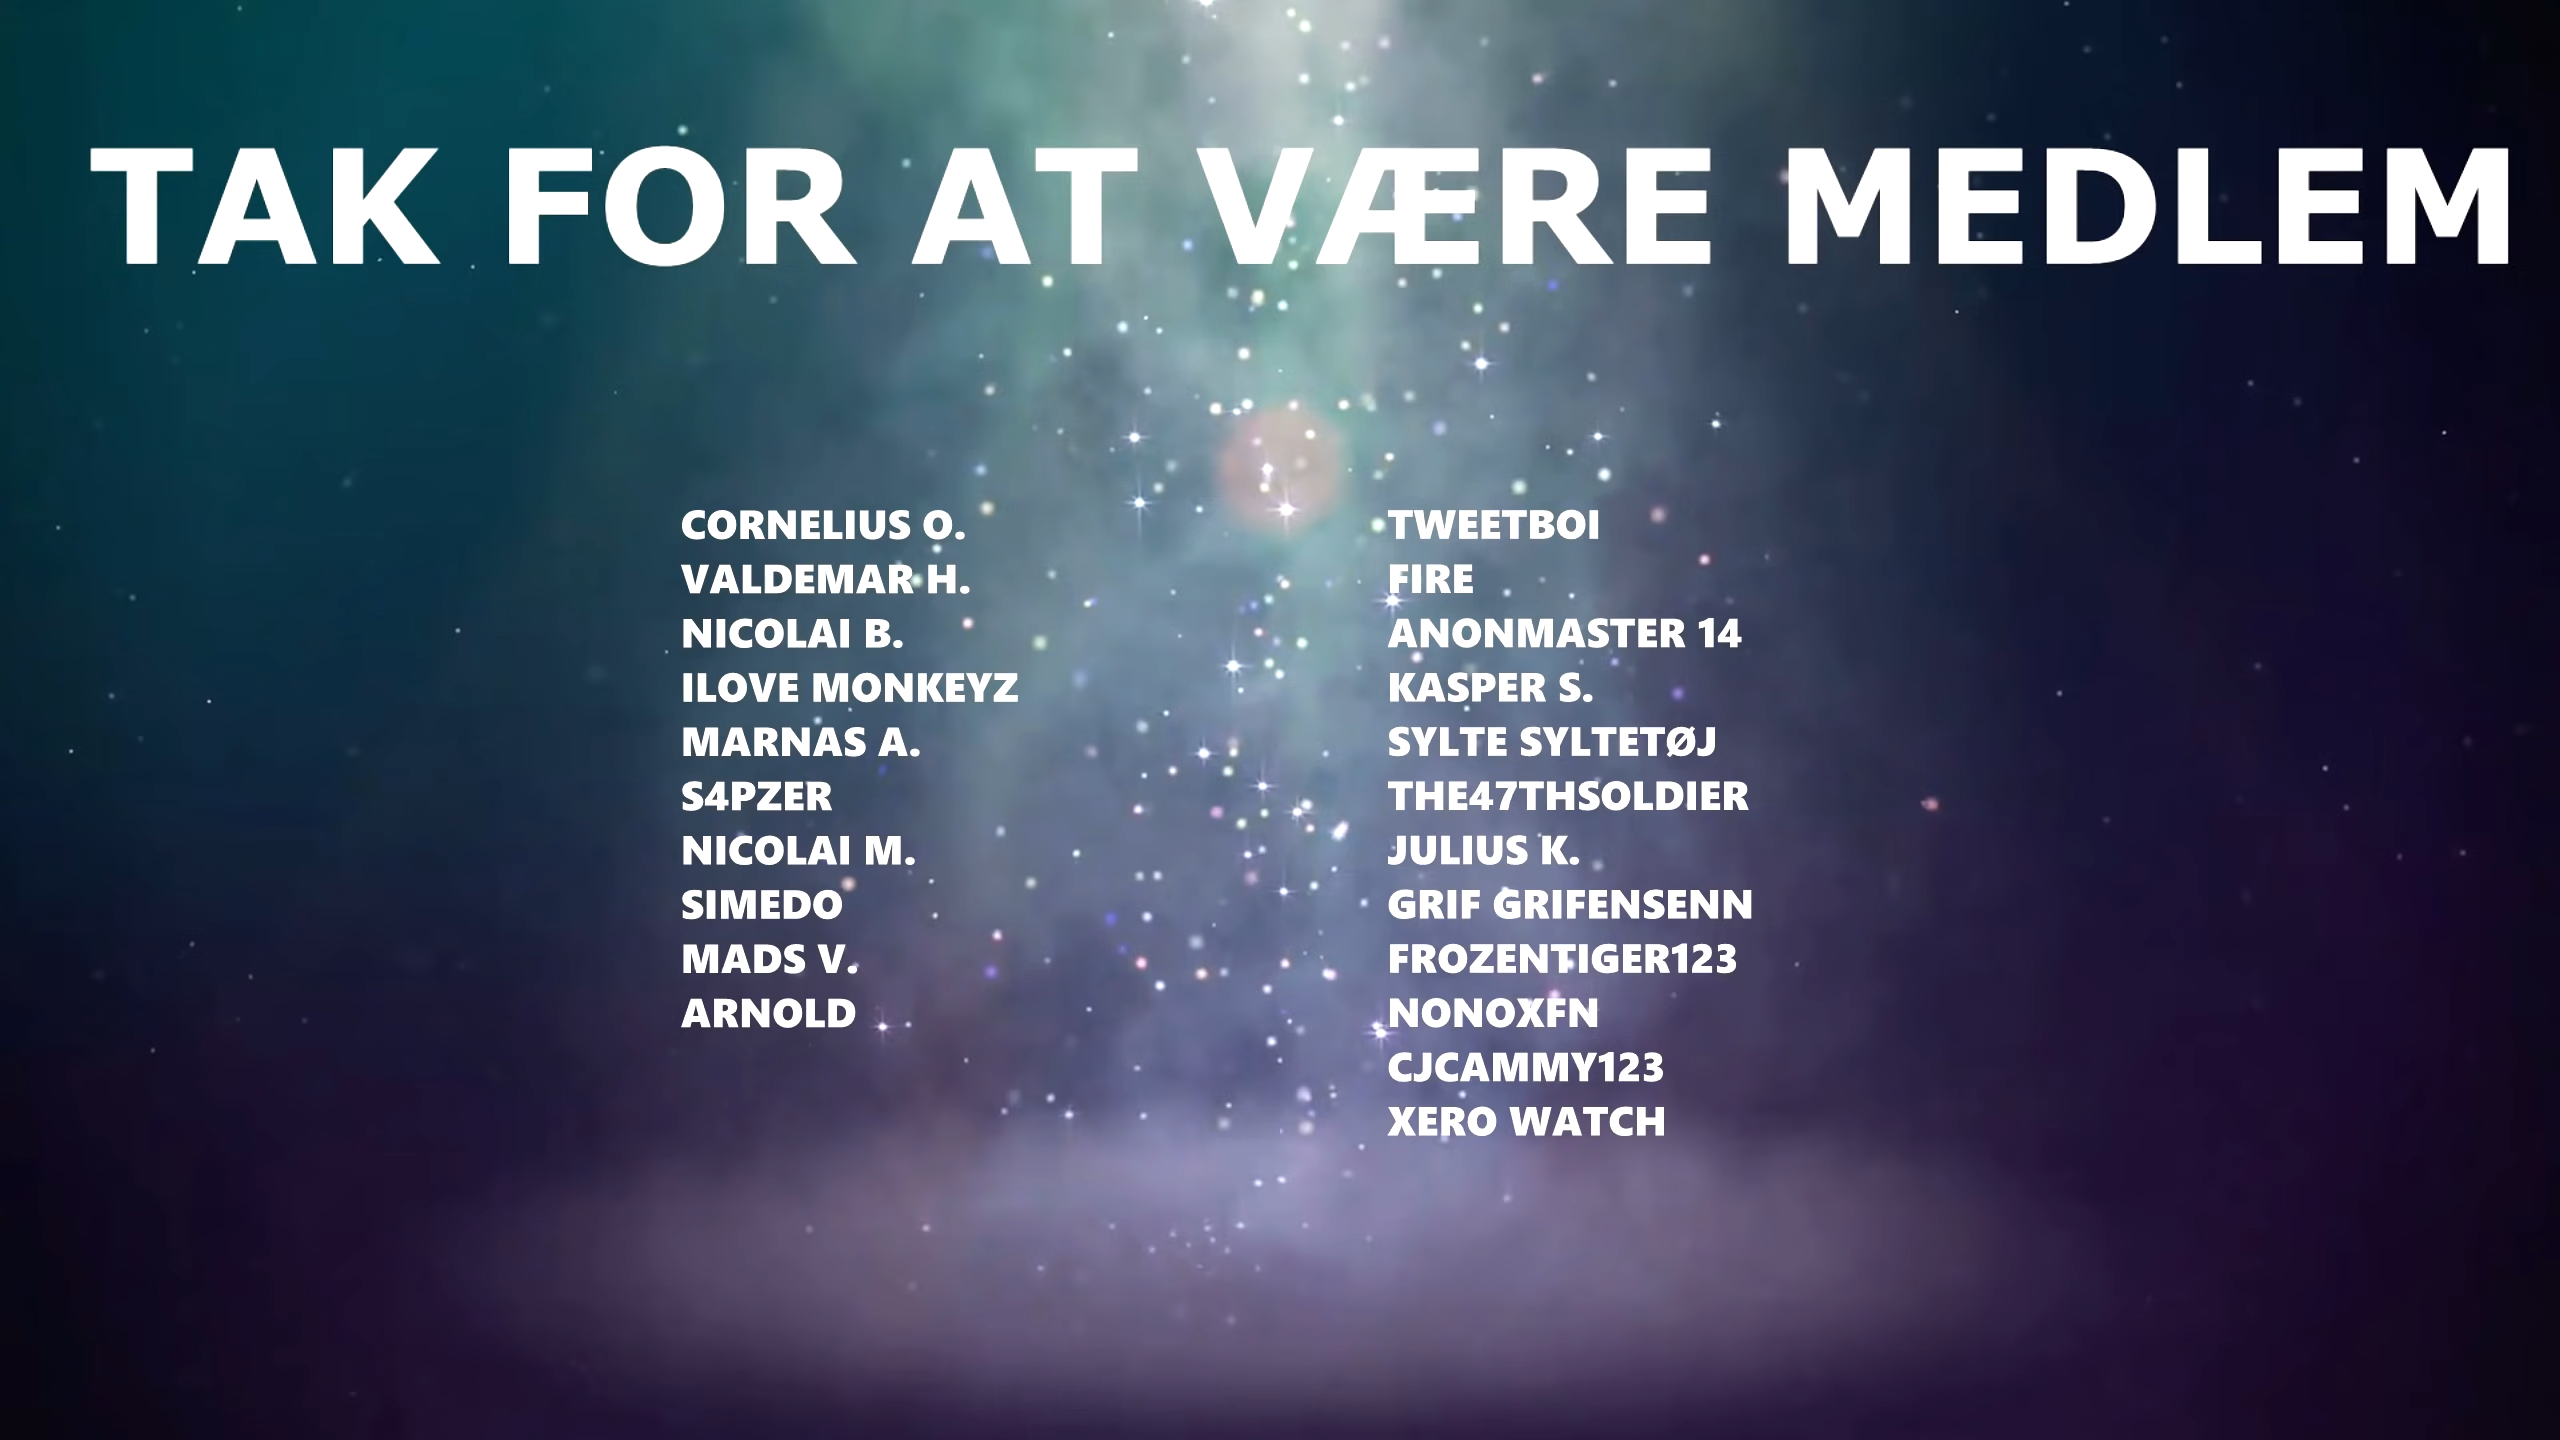 TAK FOR AT VÆRE MEDLEM
CORNELIUS O.
VALDEMAR H.
NICOLAI B.
ILOVE MONKEYZ
MARNAS A.
S4PZER
NICOLAI M.
SIMEDO
MADS V.
ARNOLD
TWEETBOI
FIRE
ANONMASTER 14
KASPER S.
SYLTE SYLTETØJ
THE47THSOLDIER
JULIUS K.
GRIF GRIFENSENN
FROZENTIGER123
NONOXFN
CJCAMMY123
XERO WATCH